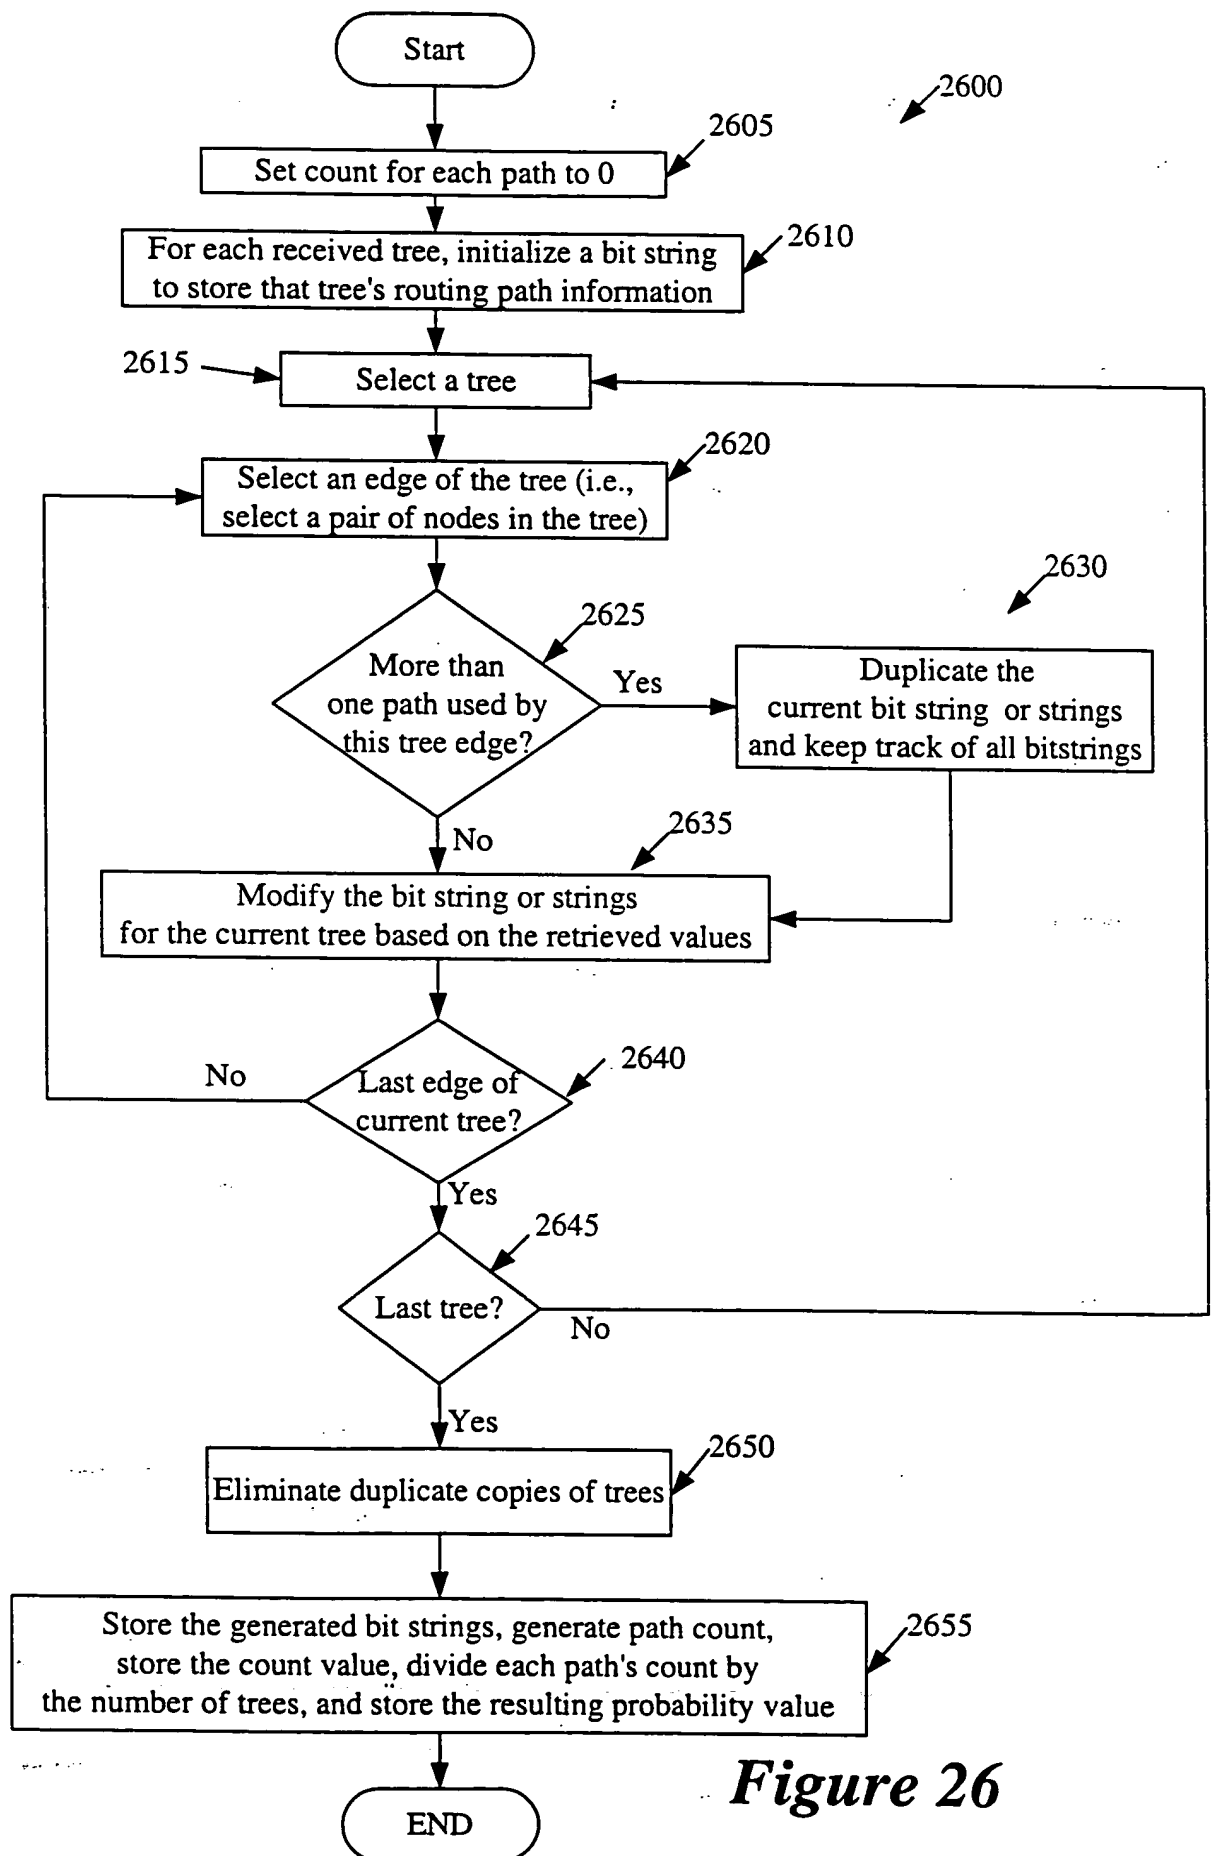 Start
2600
2605
Set count for each path to 0
2610
For each received tree, initialize a bit string
to store that tree's routing path information
2615
Select a tree
2620
Select an edge of the tree (i.e.,
select a pair of nodes in the tree)
2630
2625
More than
one path used by
this tree edge?
Yes
Duplicate the
current bit string or strings
and keep track of all bitstrings
No
2635
Modify the bit string or strings
for the current tree based on the retrieved values
No
Last edge of
current tree?
2640
Yes
2645
Last tree?
No
Yes
2650
Eliminate duplicate copies of trees
2655
Store the generated bit strings, generate path count,
store the count value, divide each path's count by
the number of trees, and store the resulting probability value
Figure 26
END